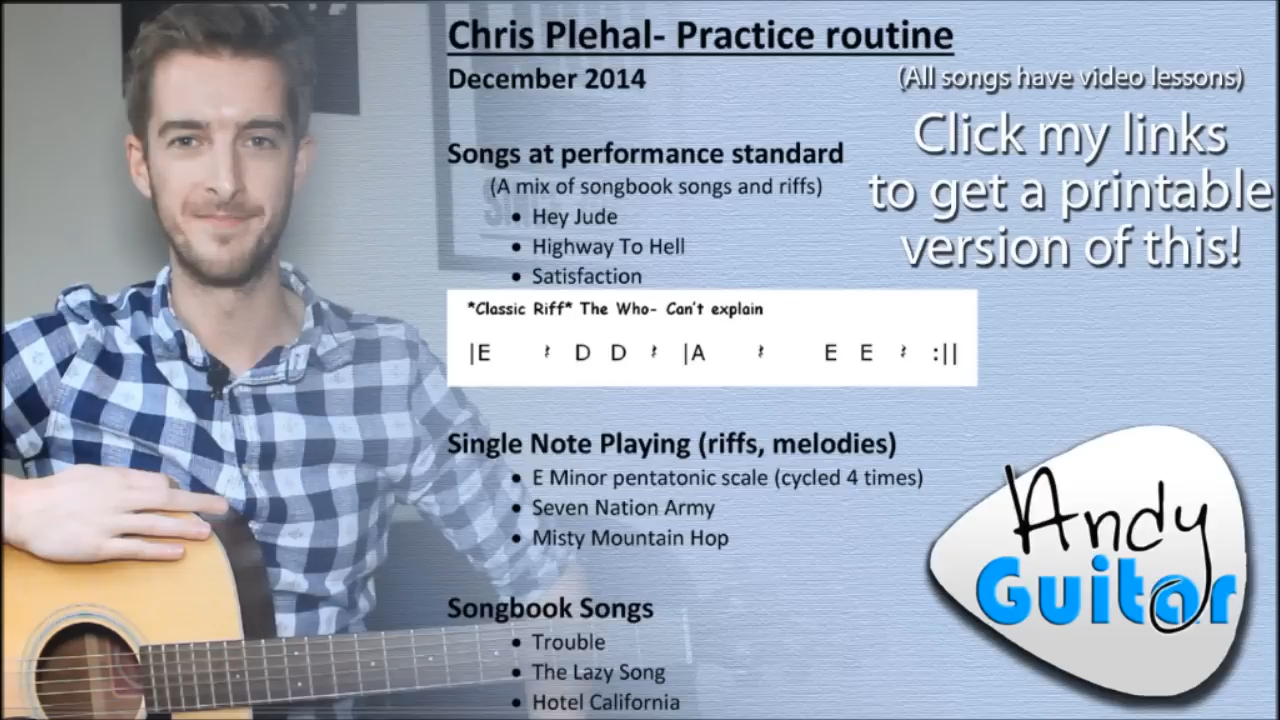 Chris Plehal- Practice routine
December 2014
(All songs have video lessons)
Click my links
to get a printable
version of this!
Songs at performance standard
(A mix of songbook songs and riffs)
• Hey Jude
• Highway To Hell
• Satisfaction
*Classic Riff* The Who- Can't explain
|E 𝄽 D D 𝄽 |A 𝄽 E E 𝄽 :||
Single Note Playing (riffs, melodies)
• E Minor pentatonic scale (cycled 4 times)
• Seven Nation Army
• Misty Mountain Hop
Songbook Songs
• Trouble
• The Lazy Song
• Hotel California
Andy
Guitar